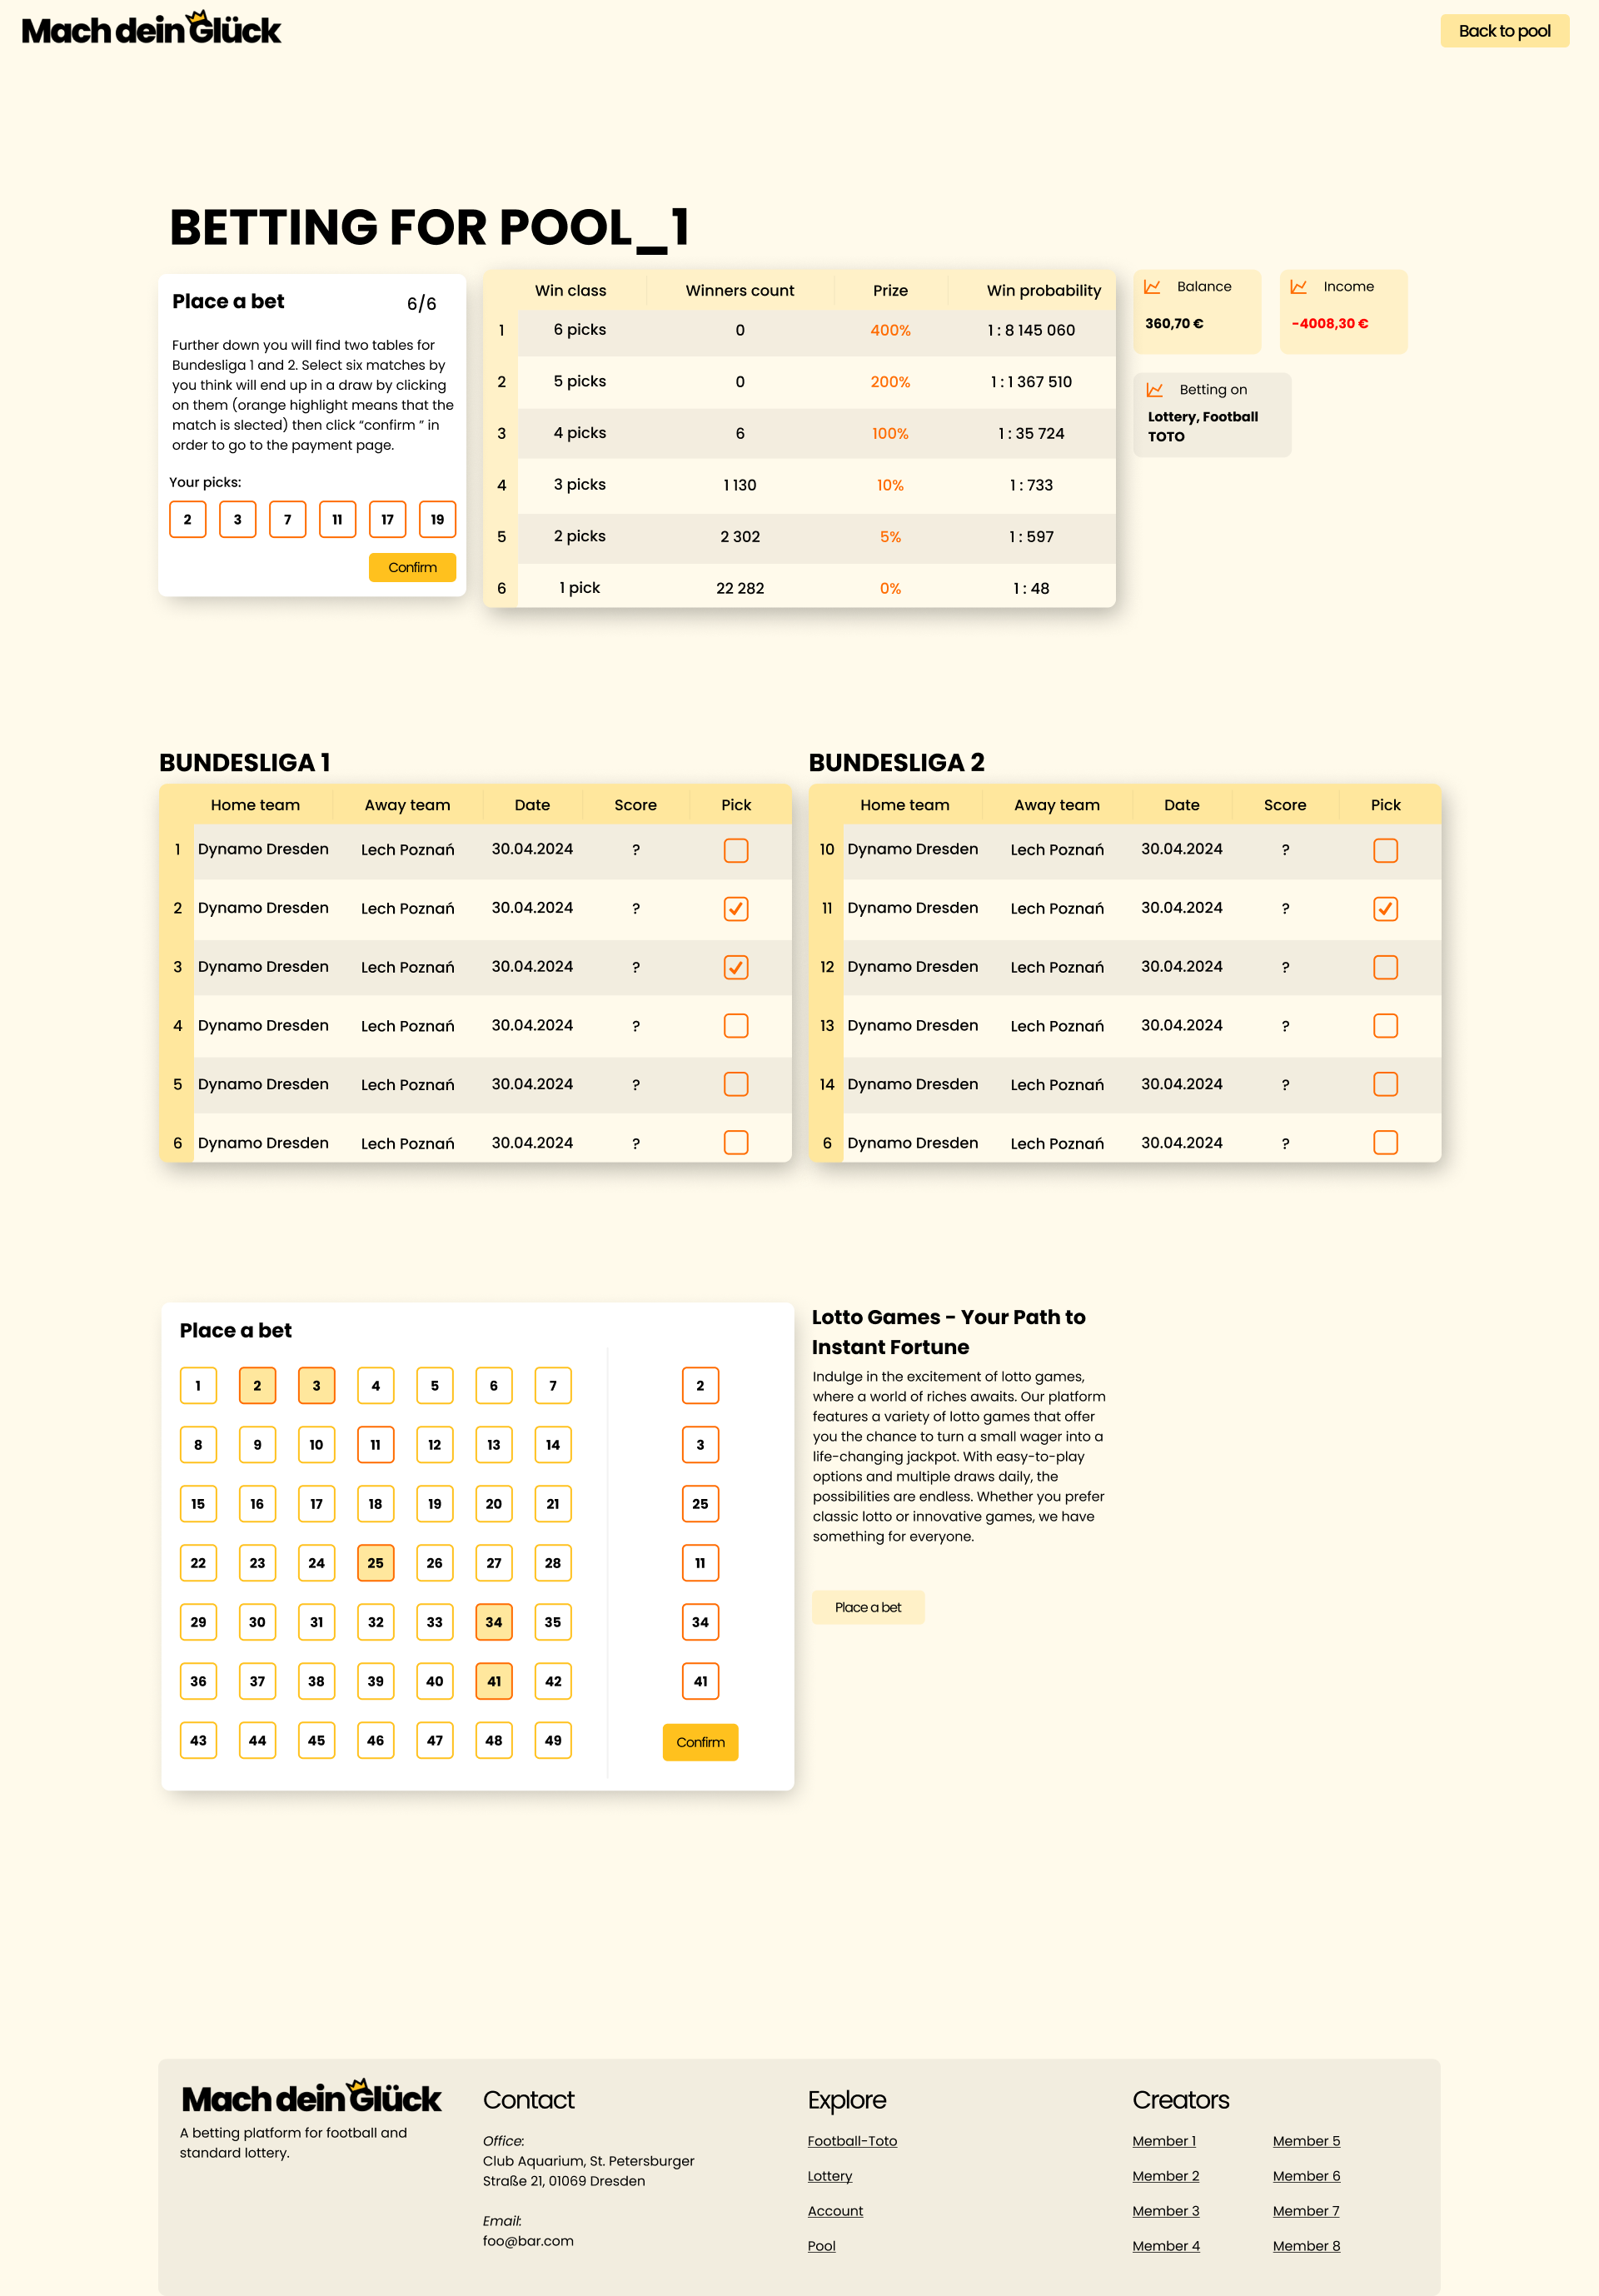 Mach dein Glück
Back to pool
BETTING FOR POOL_1
Place a bet
6/6
Further down you will find two tables for
Bundesliga 1 and 2. Select six matches by
you think will end up in a draw by clicking
on them (orange highlight means that the
match is slected) then click “confirm ” in
order to go to the payment page.
Your picks:
2 3 7 11 17 19
Confirm
Win class Winners count Prize Win probability
1 6 picks 0 400% 1 : 8 145 060
2 5 picks 0 200% 1 : 1 367 510
3 4 picks 6 100% 1 : 35 724
4 3 picks 1 130 10% 1 : 733
5 2 picks 2 302 5% 1 : 597
6 1 pick 22 282 0% 1 : 48
Balance
360,70 €
Income
-4008,30 €
Betting on
Lottery, Football
TOTO
BUNDESLIGA 1
Home team Away team Date Score Pick
1 Dynamo Dresden Lech Poznań 30.04.2024 ?
2 Dynamo Dresden Lech Poznań 30.04.2024 ?
3 Dynamo Dresden Lech Poznań 30.04.2024 ?
4 Dynamo Dresden Lech Poznań 30.04.2024 ?
5 Dynamo Dresden Lech Poznań 30.04.2024 ?
6 Dynamo Dresden Lech Poznań 30.04.2024 ?
BUNDESLIGA 2
Home team Away team Date Score Pick
10 Dynamo Dresden Lech Poznań 30.04.2024 ?
11 Dynamo Dresden Lech Poznań 30.04.2024 ?
12 Dynamo Dresden Lech Poznań 30.04.2024 ?
13 Dynamo Dresden Lech Poznań 30.04.2024 ?
14 Dynamo Dresden Lech Poznań 30.04.2024 ?
6 Dynamo Dresden Lech Poznań 30.04.2024 ?
Place a bet
1 2 3 4 5 6 7
8 9 10 11 12 13 14
15 16 17 18 19 20 21
22 23 24 25 26 27 28
29 30 31 32 33 34 35
36 37 38 39 40 41 42
43 44 45 46 47 48 49
2
3
25
11
34
41
Confirm
Lotto Games - Your Path to
Instant Fortune
Indulge in the excitement of lotto games,
where a world of riches awaits. Our platform
features a variety of lotto games that offer
you the chance to turn a small wager into a
life-changing jackpot. With easy-to-play
options and multiple draws daily, the
possibilities are endless. Whether you prefer
classic lotto or innovative games, we have
something for everyone.
Place a bet
Mach dein Glück
A betting platform for football and
standard lottery.
Contact
Office:
Club Aquarium, St. Petersburger
Straße 21, 01069 Dresden
Email:
foo@bar.com
Explore
Football-Toto
Lottery
Account
Pool
Creators
Member 1
Member 2
Member 3
Member 4
Member 5
Member 6
Member 7
Member 8